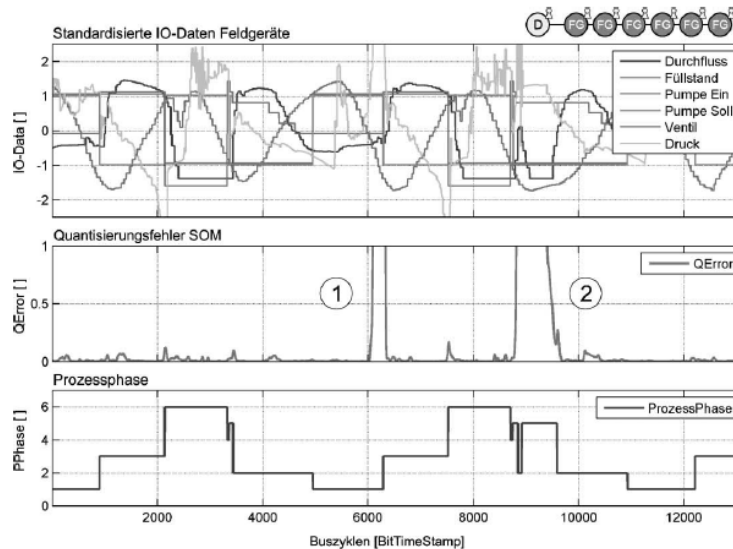 D FG FG FG FG FG FG
Standardisierte IO-Daten Feldgeräte
2
1
0
-1
-2
IO-Data [ ]
Durchfluss
Füllstand
Pumpe Ein
Pumpe Soll
Ventil
Druck
Quantisierungsfehler SOM
1
0.5
0
QError [ ]
1
2
QError
Prozessphase
6
4
2
0
PPhase [ ]
ProzessPhase
2000 4000 6000 8000 10000 12000
Buszyklen [BitTimeStamp]